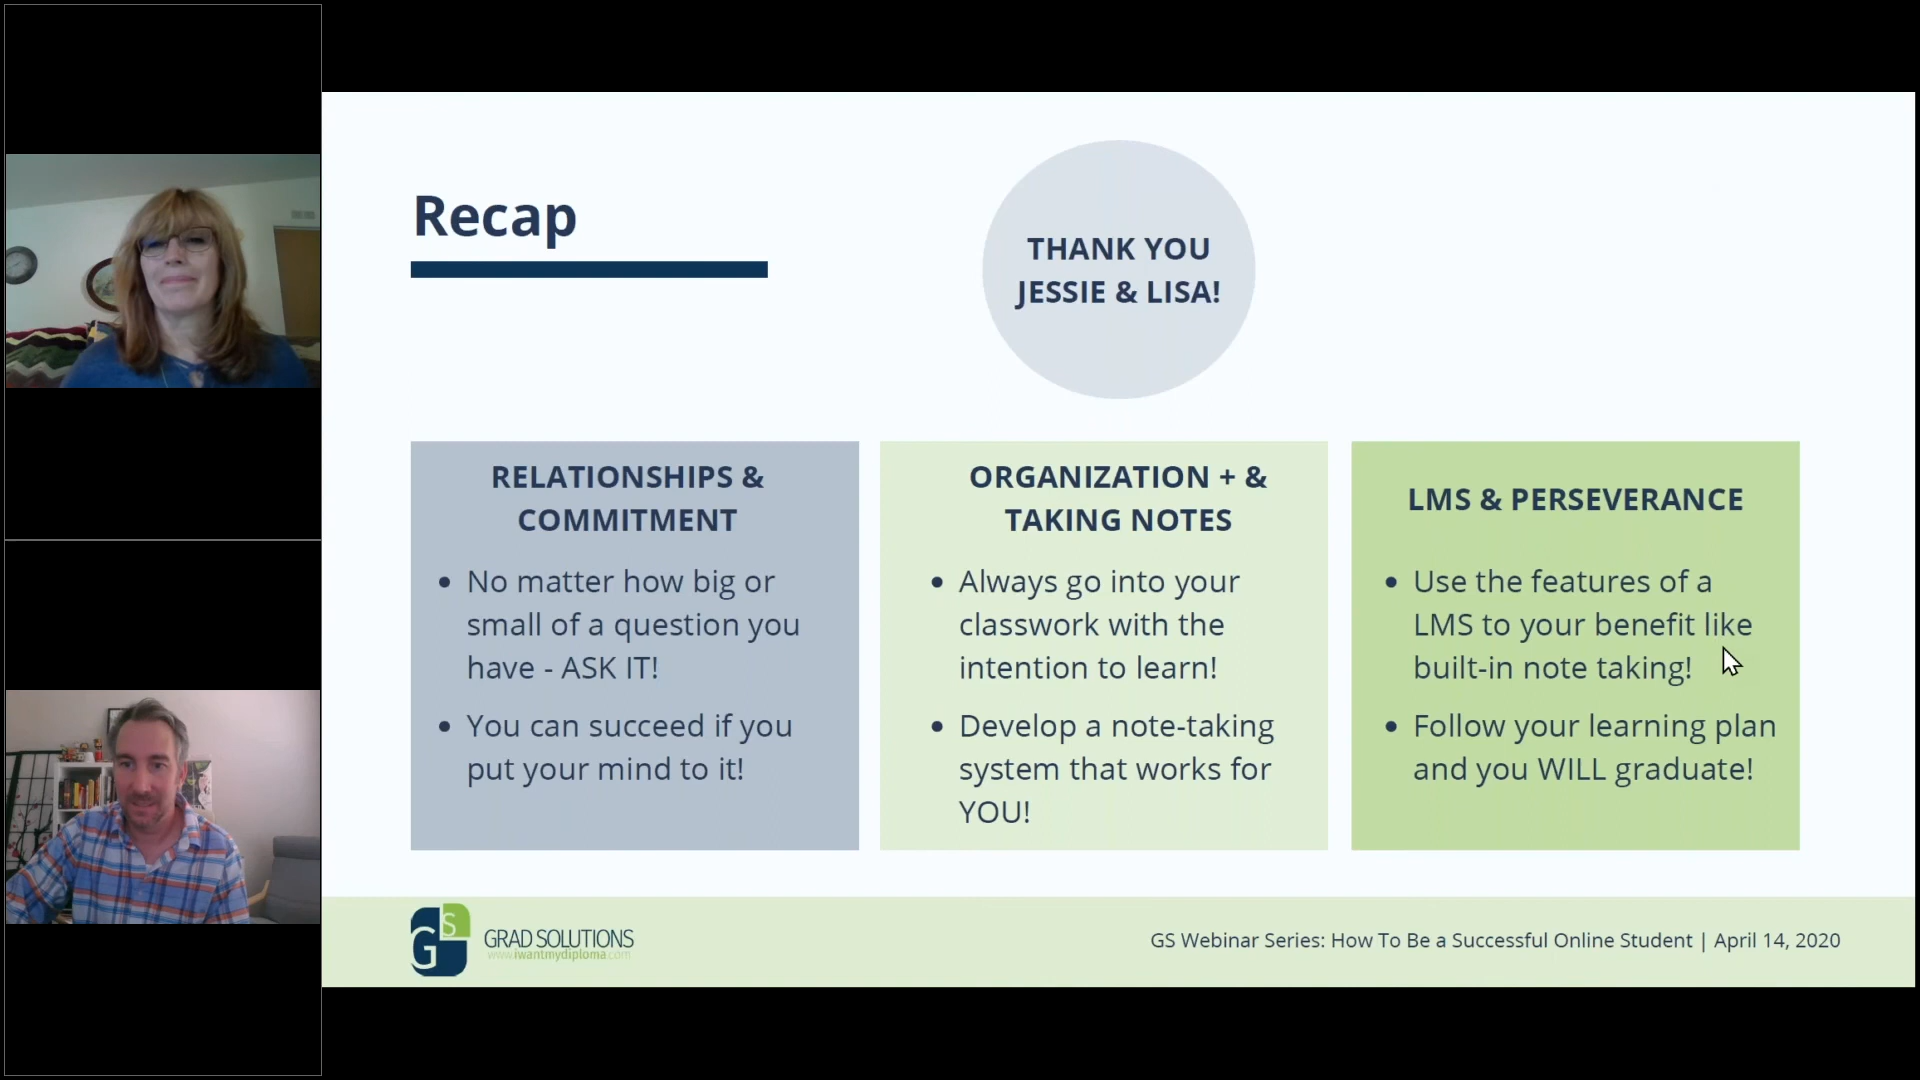 Recap
THANK YOU
JESSIE & LISA!
RELATIONSHIPS &
COMMITMENT
• No matter how big or
small of a question you
have - ASK IT!
• You can succeed if you
put your mind to it!
ORGANIZATION + &
TAKING NOTES
• Always go into your
classwork with the
intention to learn!
• Develop a note-taking
system that works for
YOU!
LMS & PERSEVERANCE
• Use the features of a
LMS to your benefit like
built-in note taking!
• Follow your learning plan
and you WILL graduate!
GS
GRAD SOLUTIONS
www.iwantmydiploma.com
GS Webinar Series: How To Be a Successful Online Student | April 14, 2020